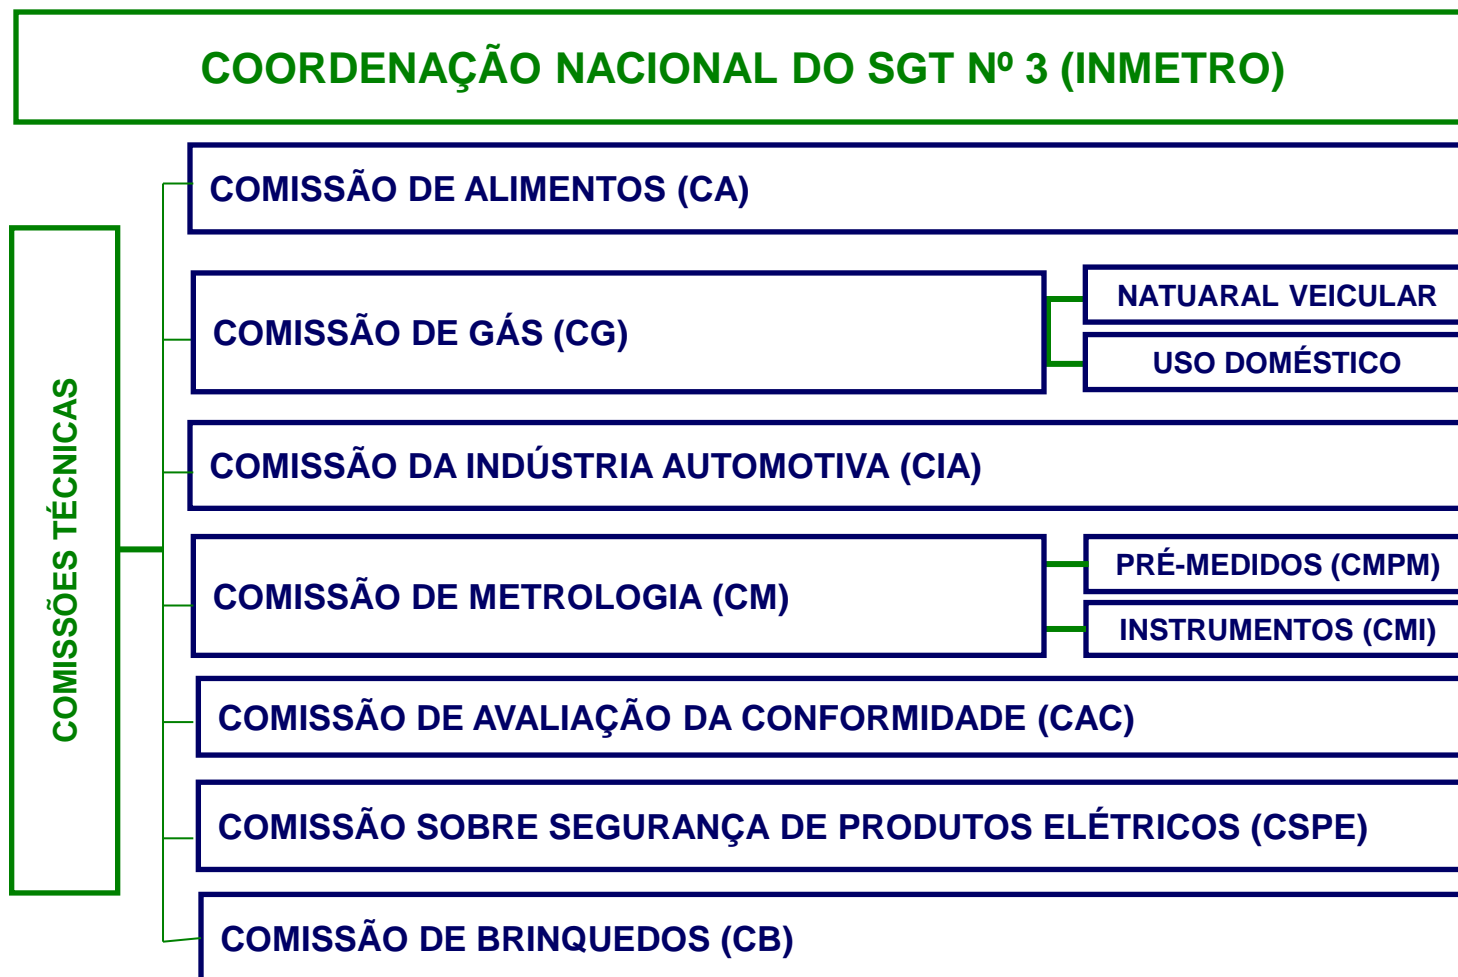 COORDENAÇÃO NACIONAL DO SGT Nº 3 (INMETRO)
COMISSÕES TÉCNICAS
COMISSÃO DE ALIMENTOS (CA)
COMISSÃO DE GÁS (CG)
NATUARAL VEICULAR
USO DOMÉSTICO
COMISSÃO DA INDÚSTRIA AUTOMOTIVA (CIA)
COMISSÃO DE METROLOGIA (CM)
PRÉ-MEDIDOS (CMPM)
INSTRUMENTOS (CMI)
COMISSÃO DE AVALIAÇÃO DA CONFORMIDADE (CAC)
COMISSÃO SOBRE SEGURANÇA DE PRODUTOS ELÉTRICOS (CSPE)
COMISSÃO DE BRINQUEDOS (CB)